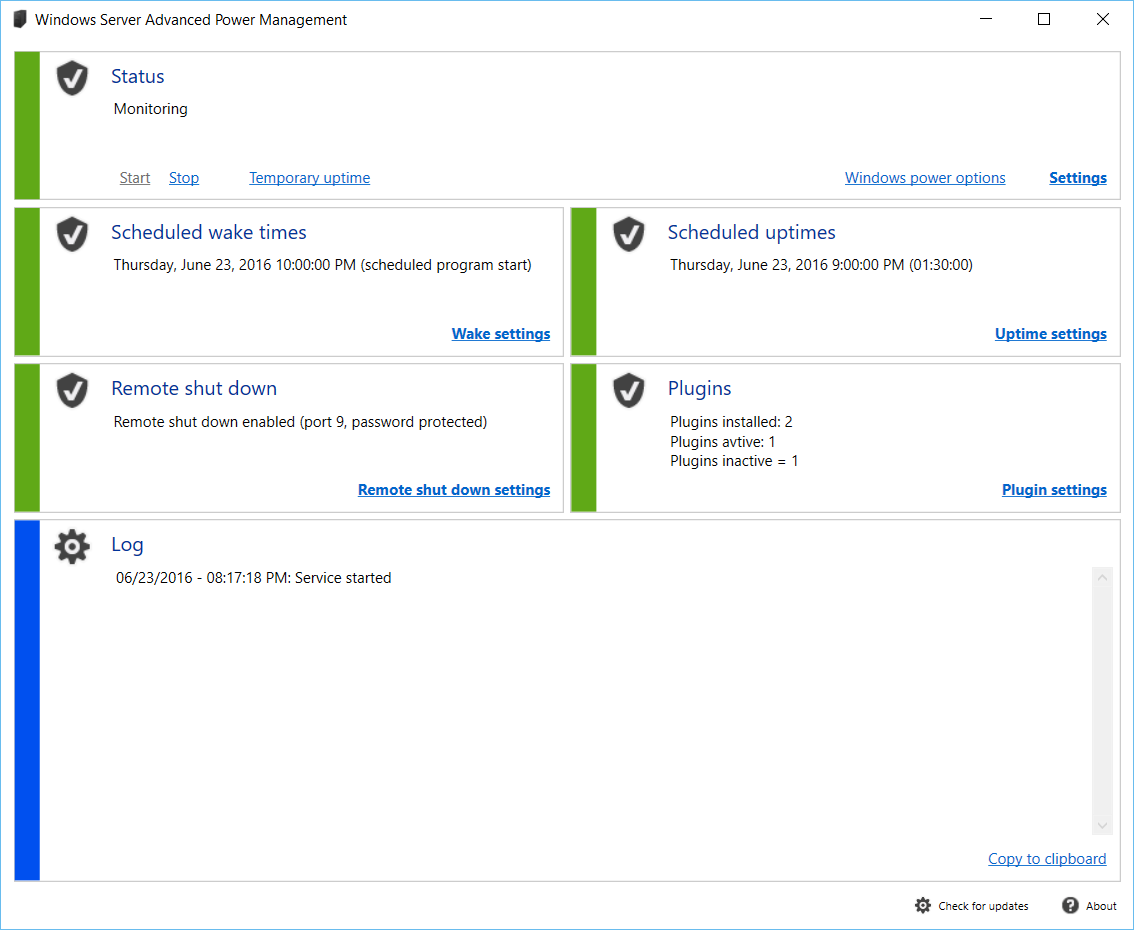 Windows Server Advanced Power Management
Status
Monitoring
Start Stop Temporary uptime Windows power options Settings
Scheduled wake times
Thursday, June 23, 2016 10:00:00 PM (scheduled program start)
Wake settings
Scheduled uptimes
Thursday, June 23, 2016 9:00:00 PM (01:30:00)
Uptime settings
Remote shut down
Remote shut down enabled (port 9, password protected)
Remote shut down settings
Plugins
Plugins installed: 2
Plugins avtive: 1
Plugins inactive = 1
Plugin settings
Log
06/23/2016 - 08:17:18 PM: Service started
Copy to clipboard
Check for updates ? About